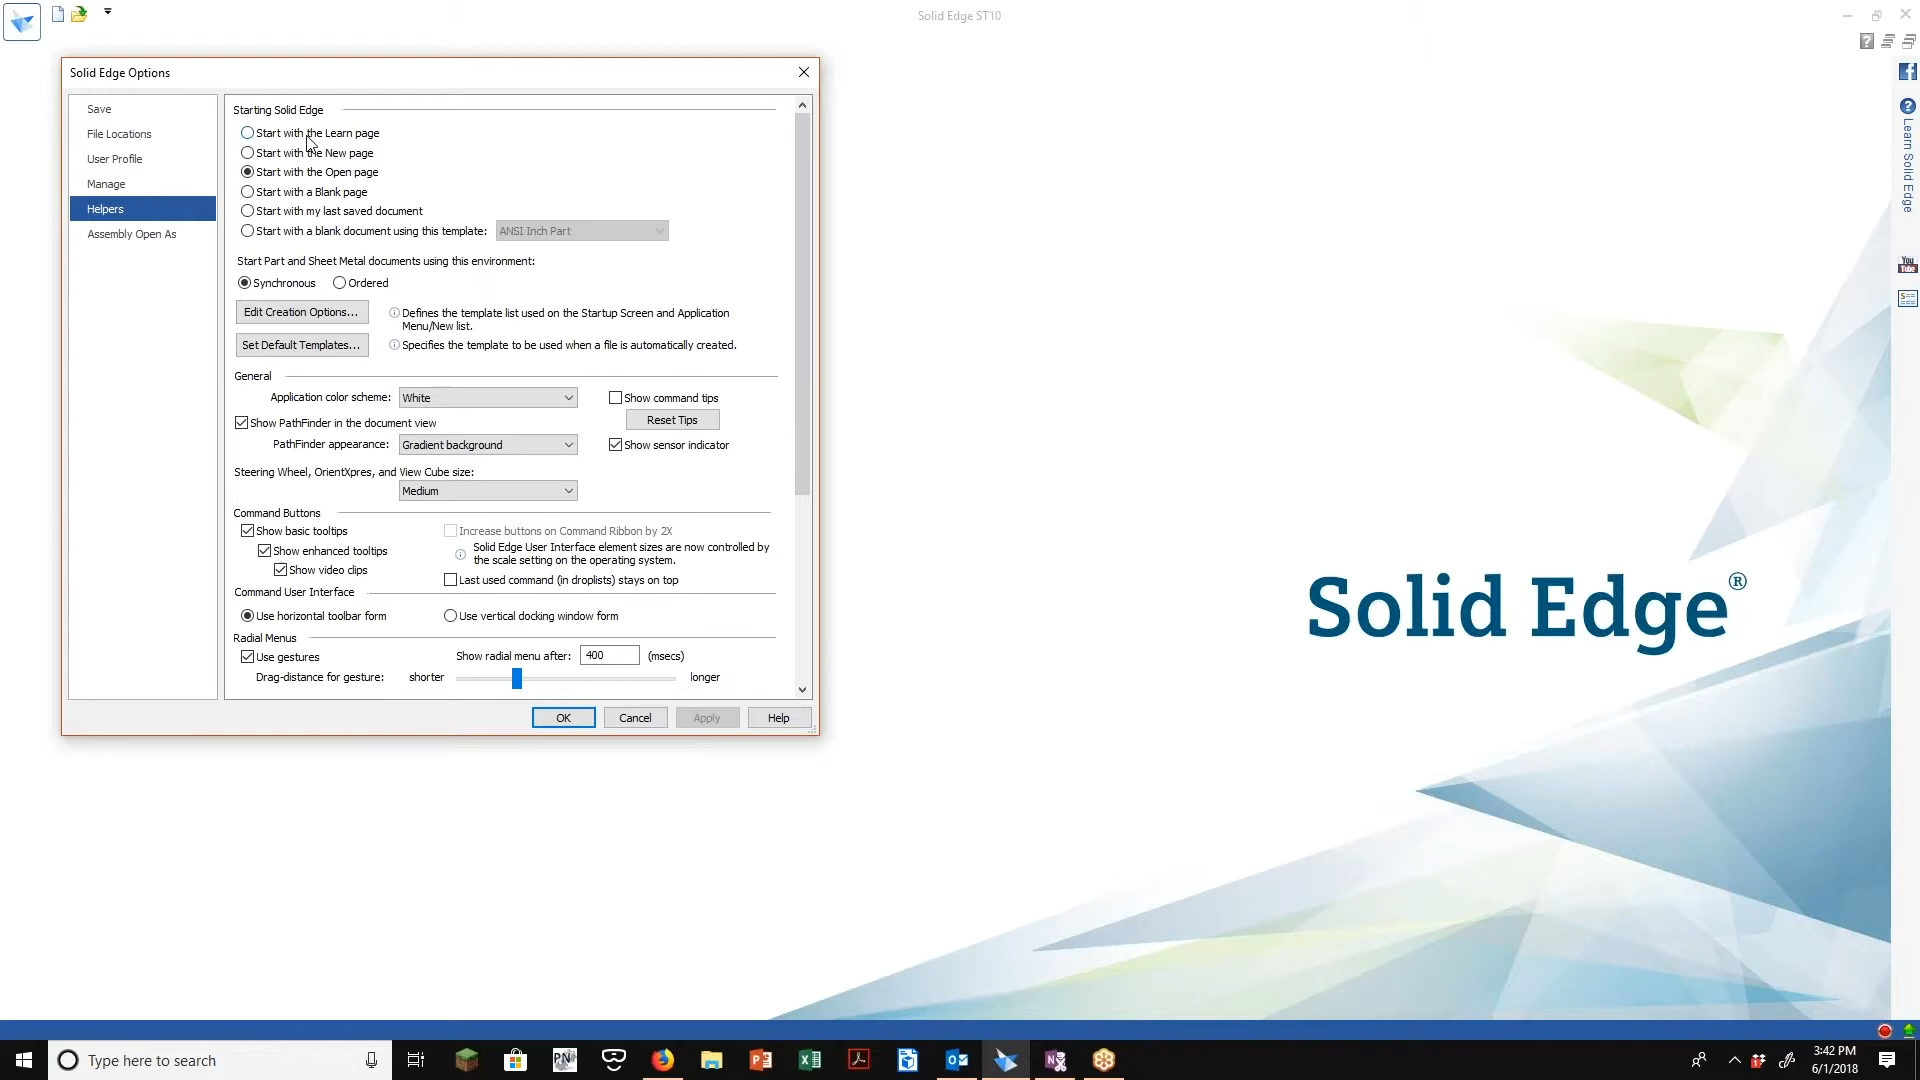 Solid Edge ST10
Solid Edge Options
Save
File Locations
User Profile
Manage
Helpers
Assembly Open As
Starting Solid Edge
Start with the Learn page
Start with the New page
Start with the Open page
Start with a Blank page
Start with my last saved document
Start with a blank document using this template: ANSI Inch Part
Start Part and Sheet Metal documents using this environment:
Synchronous Ordered
Edit Creation Options... Defines the template list used on the Startup Screen and Application
Menu/New list.
Set Default Templates... Specifies the template to be used when a file is automatically created.
General
Application color scheme: White Show command tips
Reset Tips
Show PathFinder in the document view
PathFinder appearance: Gradient background Show sensor indicator
Steering Wheel, OrientXpres, and View Cube size:
Medium
Command Buttons
Show basic tooltips Increase buttons on Command Ribbon by 2X
Show enhanced tooltips Solid Edge User Interface element sizes are now controlled by
the scale setting on the operating system.
Show video clips
Last used command (in droplists) stays on top
Command User Interface
Use horizontal toolbar form Use vertical docking window form
Radial Menus
Use gestures Show radial menu after: 400 (msecs)
Drag-distance for gesture: shorter longer
OK Cancel Apply Help
Learn Solid Edge
You
Tube
Solid Edge®
Type here to search
PN
3:42 PM
6/1/2018